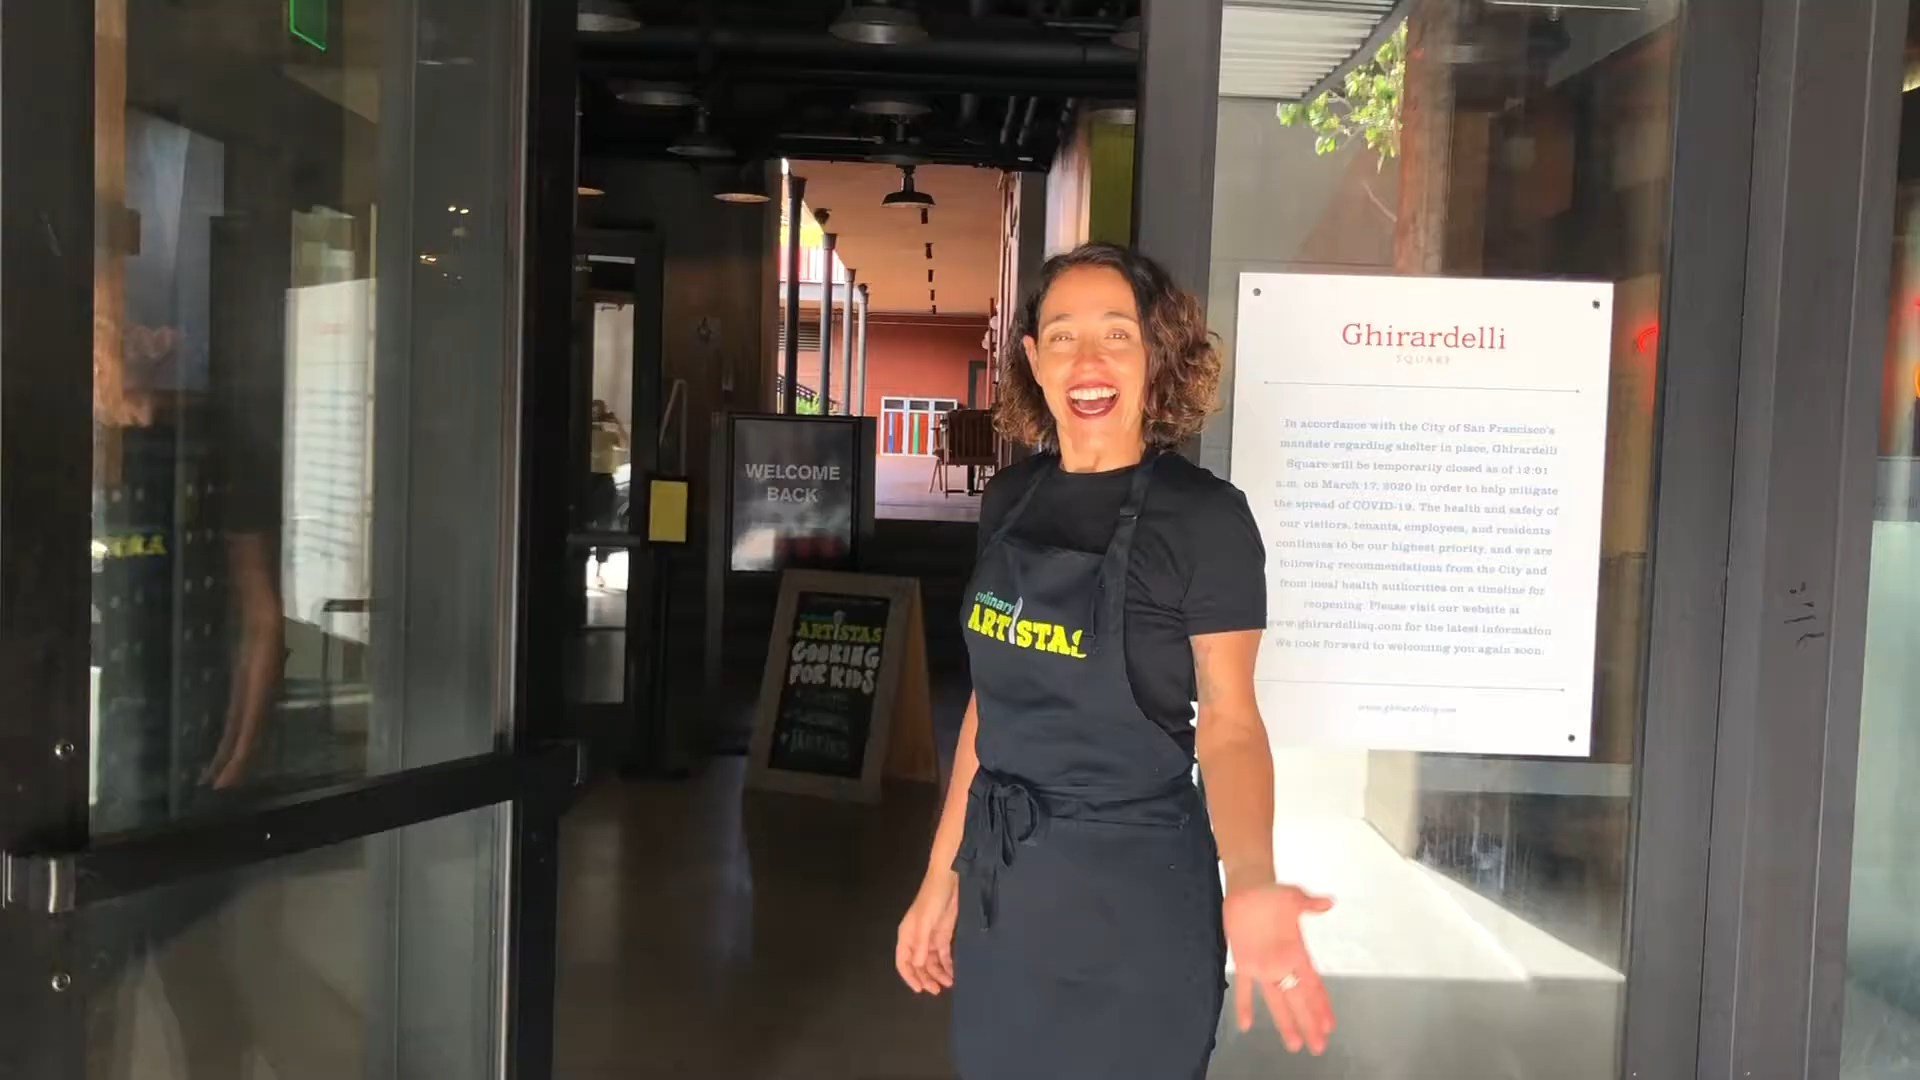 WELCOME
BACK
culinary
ARTISTAS
ARTISTAS
COOKING
FOR KIDS
Ghirardelli
SQUARE
In accordance with the City of San Francisco's
mandate regarding shelter in place, Ghirardelli
Square will be temporarily closed as of 12:01
a.m. on March 17, 2020 in order to help mitigate
the spread of COVID-19. The health and safety of
our visitors, tenants, employees, and residents
continues to be our highest priority, and we are
following recommendations from the City and
from local health authorities on a timeline for
reopening. Please visit our website at
www.ghirardellisq.com for the latest information
We look forward to welcoming you again soon.
www.ghirardellisq.com